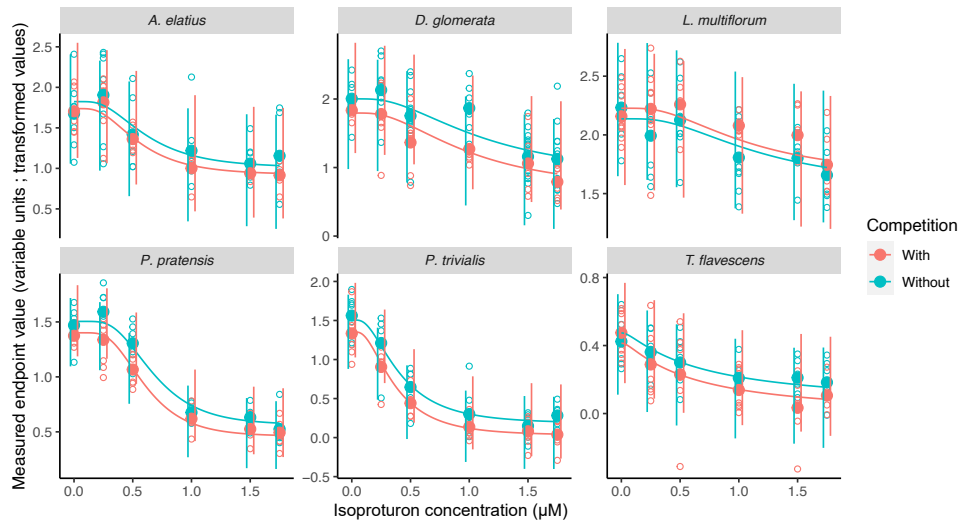 A. elatius
D. glomerata
L. multiflorum
2.5
2.0
1.5
1.0
0.5
2
1
0
2.5
2.0
1.5
P. pratensis
P. trivialis
T. flavescens
1.5
1.0
0.5
2.0
1.5
1.0
0.5
0.0
−0.5
0.8
0.4
0.0
0.0 0.5 1.0 1.5
0.0 0.5 1.0 1.5
0.0 0.5 1.0 1.5
Isoproturon concentration (µM)
Measured endpoint value (variable units ; transformed values)
Competition
With
Without